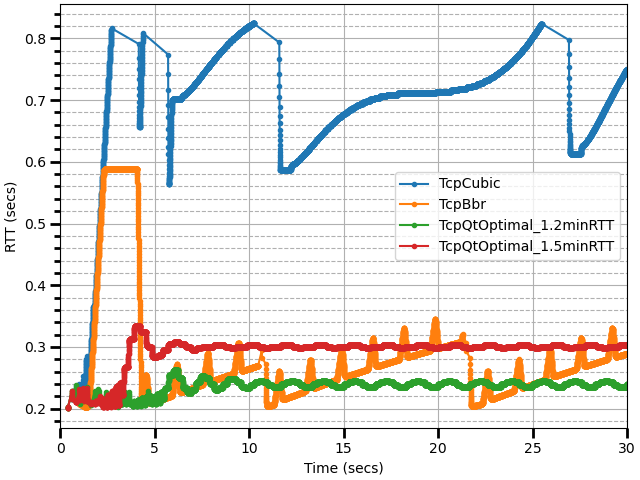 0.8
0.7
0.6
0.5
0.4
0.3
0.2
RTT (secs)
TcpCubic
TcpBbr
TcpQtOptimal_1.2minRTT
TcpQtOptimal_1.5minRTT
0 5 10 15 20 25 30
Time (secs)